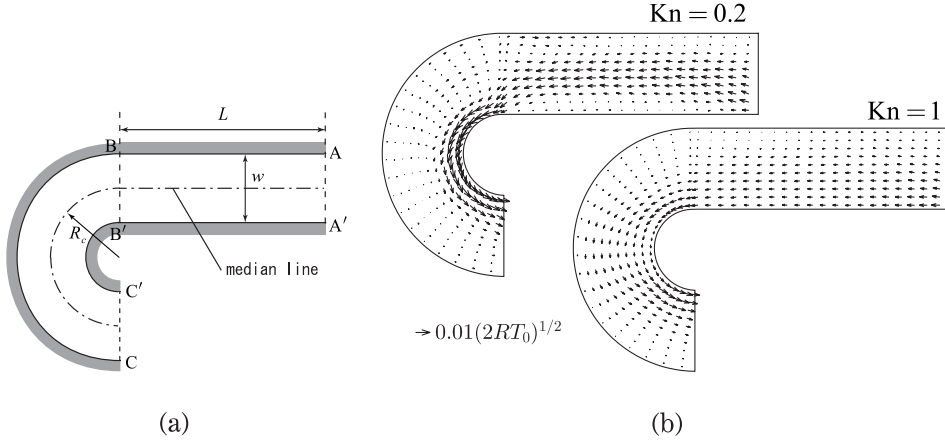 L
B
A
w
R_c
B′
A′
median line
C′
C
(a)
Kn = 0.2
Kn = 1
0.01(2RT_0)^{1/2}
(b)